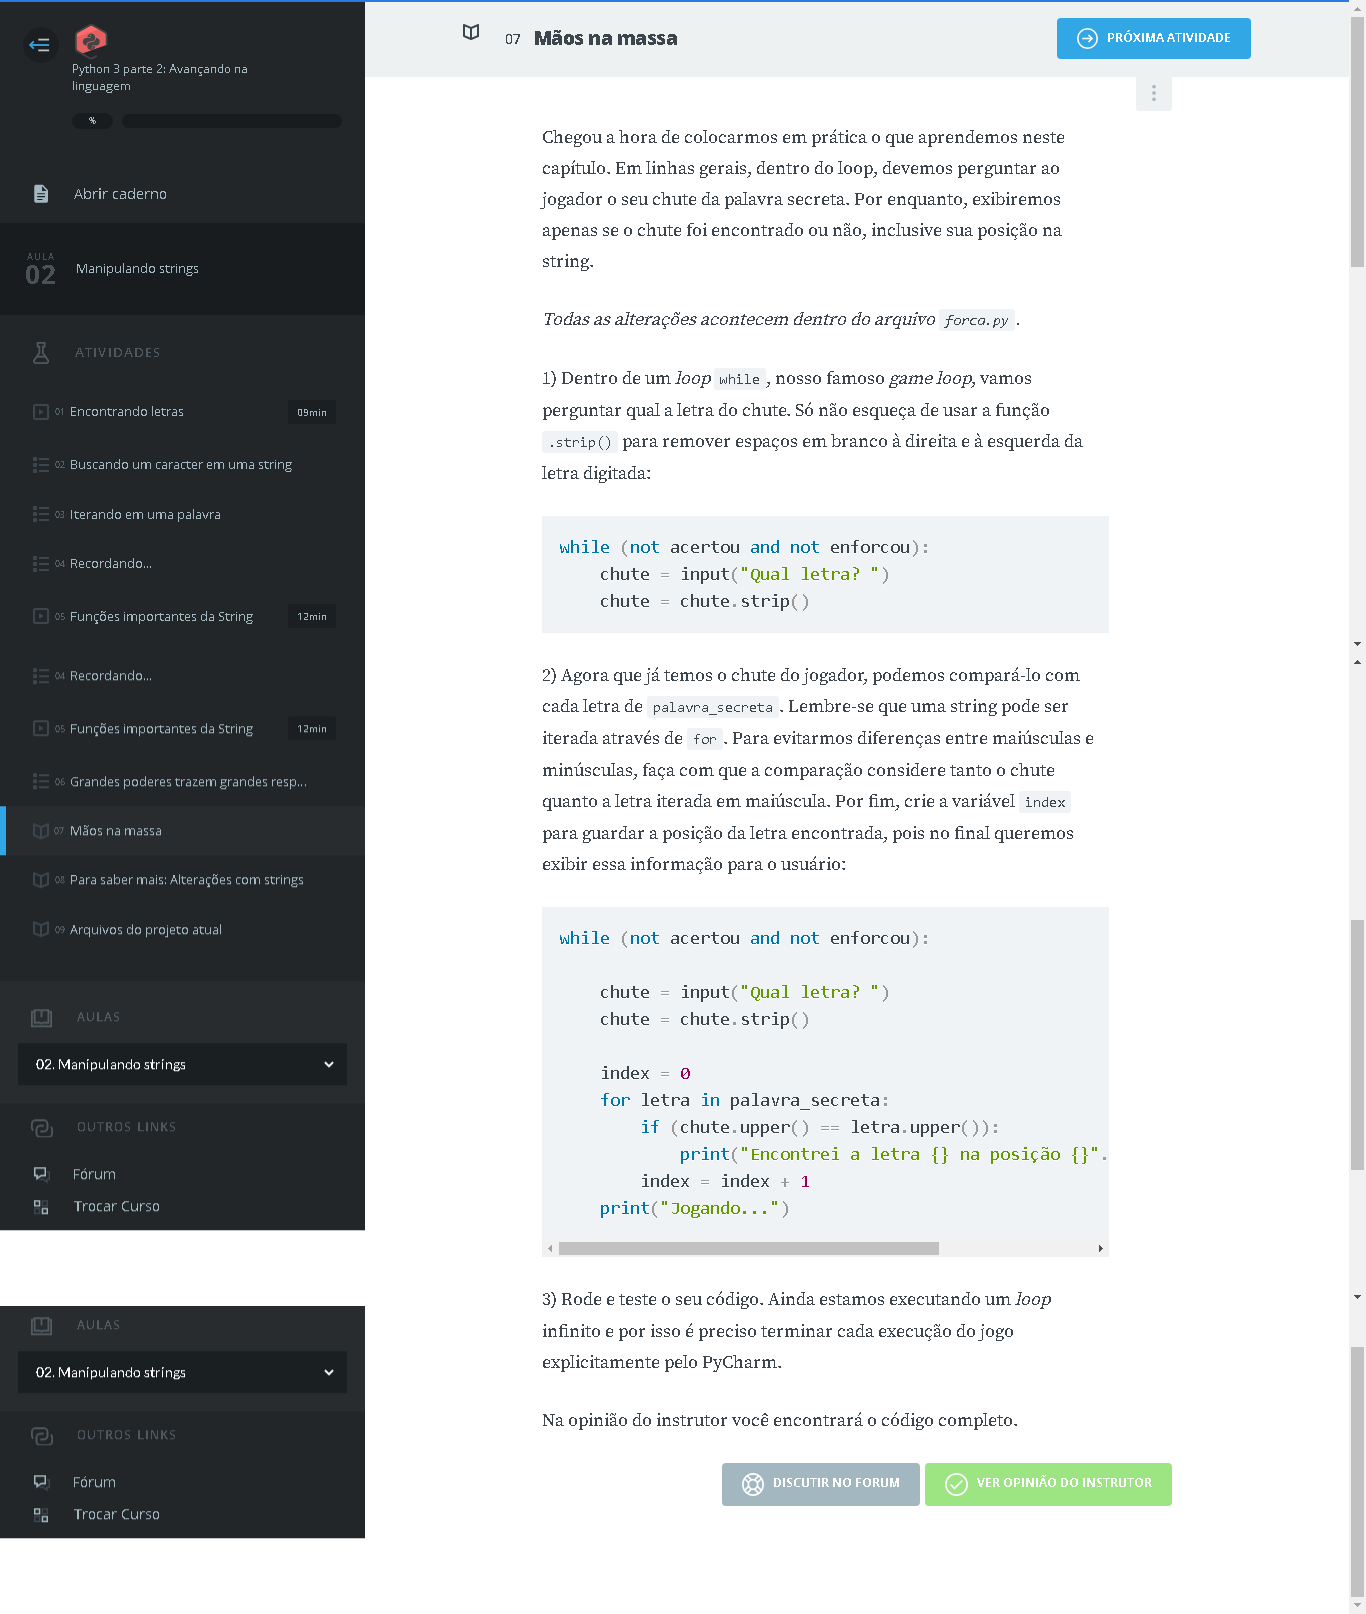 Python 3 parte 2: Avançando na
linguagem
%
Abrir caderno
AULA
02
Manipulando strings
ATIVIDADES
01 Encontrando letras 09min
02 Buscando um caracter em uma string
03 Iterando em uma palavra
04 Recordando...
05 Funções importantes da String 12min
04 Recordando...
05 Funções importantes da String 12min
06 Grandes poderes trazem grandes resp...
07 Mãos na massa
08 Para saber mais: Alterações com strings
09 Arquivos do projeto atual
AULAS
02. Manipulando strings
OUTROS LINKS
Fórum
Trocar Curso
AULAS
02. Manipulando strings
OUTROS LINKS
Fórum
Trocar Curso
07 Mãos na massa
PRÓXIMA ATIVIDADE
Chegou a hora de colocarmos em prática o que aprendemos neste
capítulo. Em linhas gerais, dentro do loop, devemos perguntar ao
jogador o seu chute da palavra secreta. Por enquanto, exibiremos
apenas se o chute foi encontrado ou não, inclusive sua posição na
string.
Todas as alterações acontecem dentro do arquivo forca.py .
1) Dentro de um loop while , nosso famoso game loop, vamos
perguntar qual a letra do chute. Só não esqueça de usar a função
.strip() para remover espaços em branco à direita e à esquerda da
letra digitada:
while (not acertou and not enforcou):
    chute = input("Qual letra? ")
    chute = chute.strip()
2) Agora que já temos o chute do jogador, podemos compará-lo com
cada letra de palavra_secreta . Lembre-se que uma string pode ser
iterada através de for . Para evitarmos diferenças entre maiúsculas e
minúsculas, faça com que a comparação considere tanto o chute
quanto a letra iterada em maiúscula. Por fim, crie a variável index
para guardar a posição da letra encontrada, pois no final queremos
exibir essa informação para o usuário:
while (not acertou and not enforcou):
    chute = input("Qual letra? ")
    chute = chute.strip()
    index = 0
    for letra in palavra_secreta:
        if (chute.upper() == letra.upper()):
            print("Encontrei a letra {} na posição {}".
        index = index + 1
    print("Jogando...")
3) Rode e teste o seu código. Ainda estamos executando um loop
infinito e por isso é preciso terminar cada execução do jogo
explicitamente pelo PyCharm.
Na opinião do instrutor você encontrará o código completo.
DISCUTIR NO FORUM
VER OPINIÃO DO INSTRUTOR